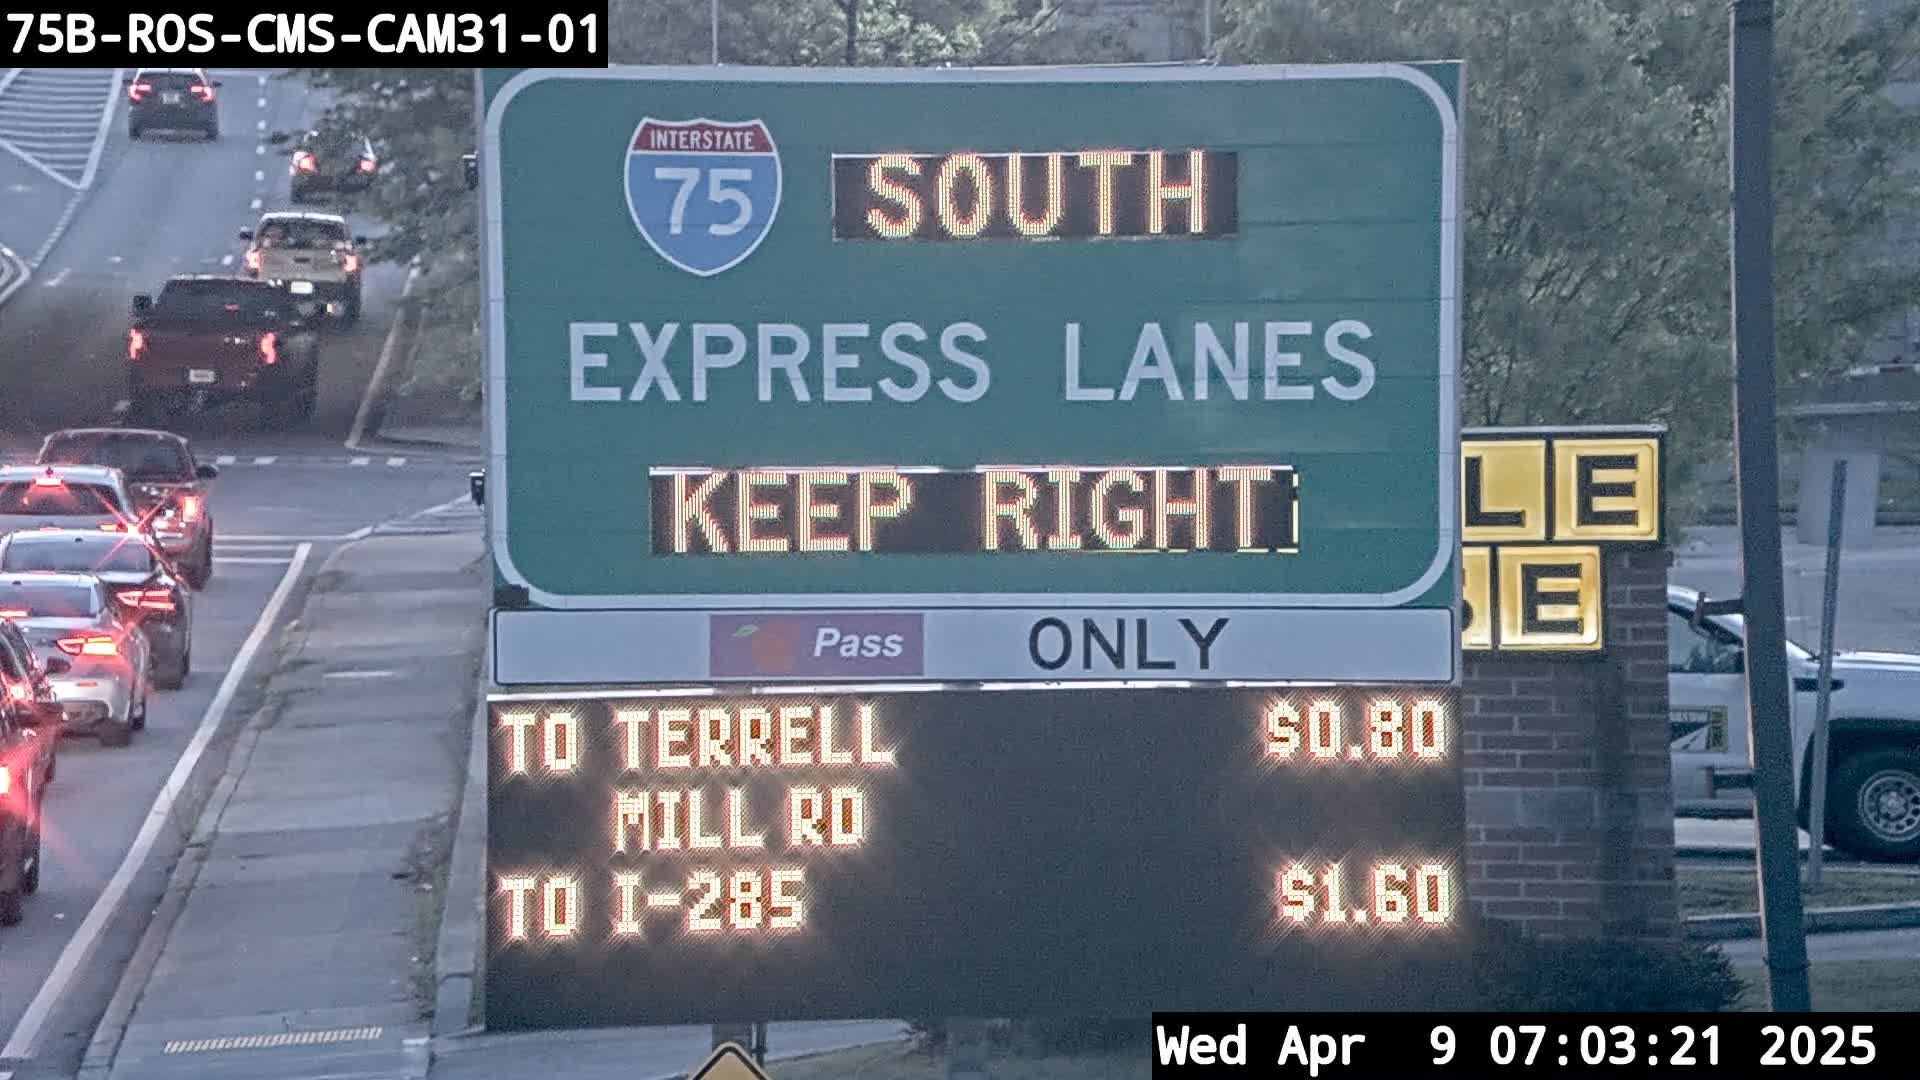 75B-ROS-CMS-CAM31-01
INTERSTATE
75
SOUTH
EXPRESS LANES
KEEP RIGHT
Pass ONLY
TO TERRELL $0.80
MILL RD
TO I-285 $1.60
LE
E
Wed Apr 9 07:03:21 2025